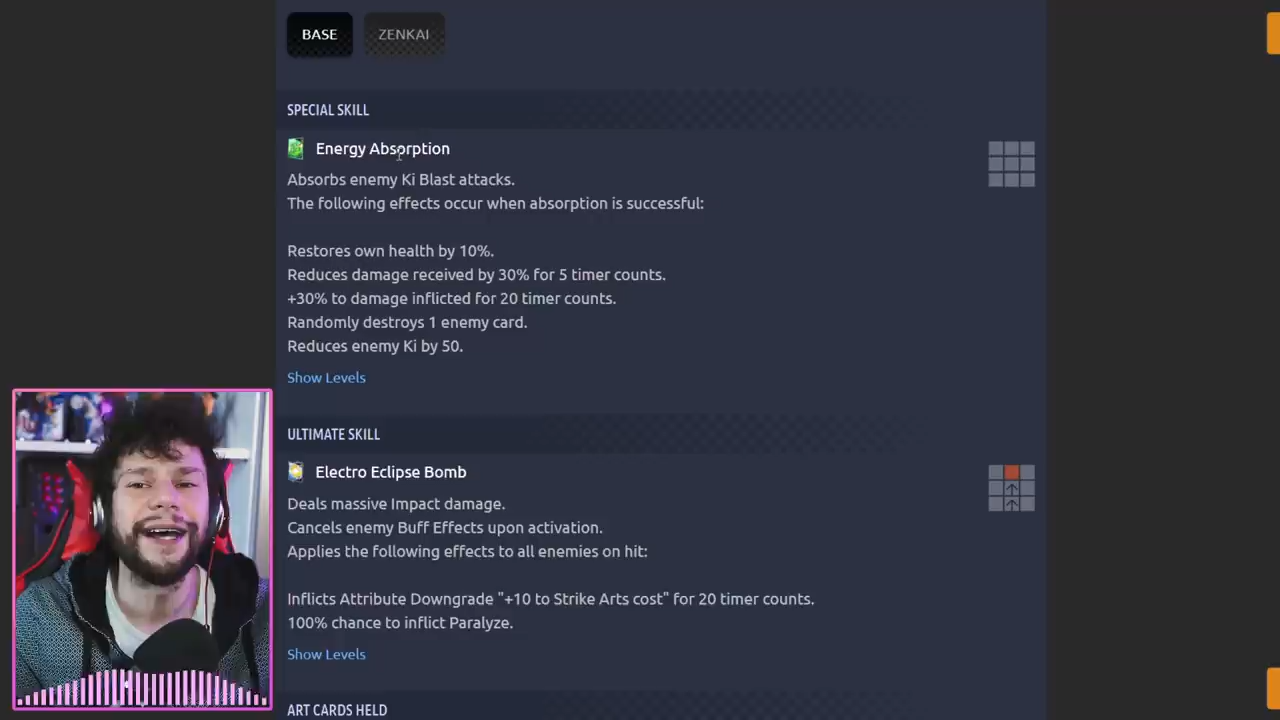 BASE
ZENKAI
SPECIAL SKILL
Energy Absorption
Absorbs enemy Ki Blast attacks.
The following effects occur when absorption is successful:
Restores own health by 10%.
Reduces damage received by 30% for 5 timer counts.
+30% to damage inflicted for 20 timer counts.
Randomly destroys 1 enemy card.
Reduces enemy Ki by 50.
Show Levels
ULTIMATE SKILL
Electro Eclipse Bomb
Deals massive Impact damage.
Cancels enemy Buff Effects upon activation.
Applies the following effects to all enemies on hit:
Inflicts Attribute Downgrade "+10 to Strike Arts cost" for 20 timer counts.
100% chance to inflict Paralyze.
Show Levels
ART CARDS HELD